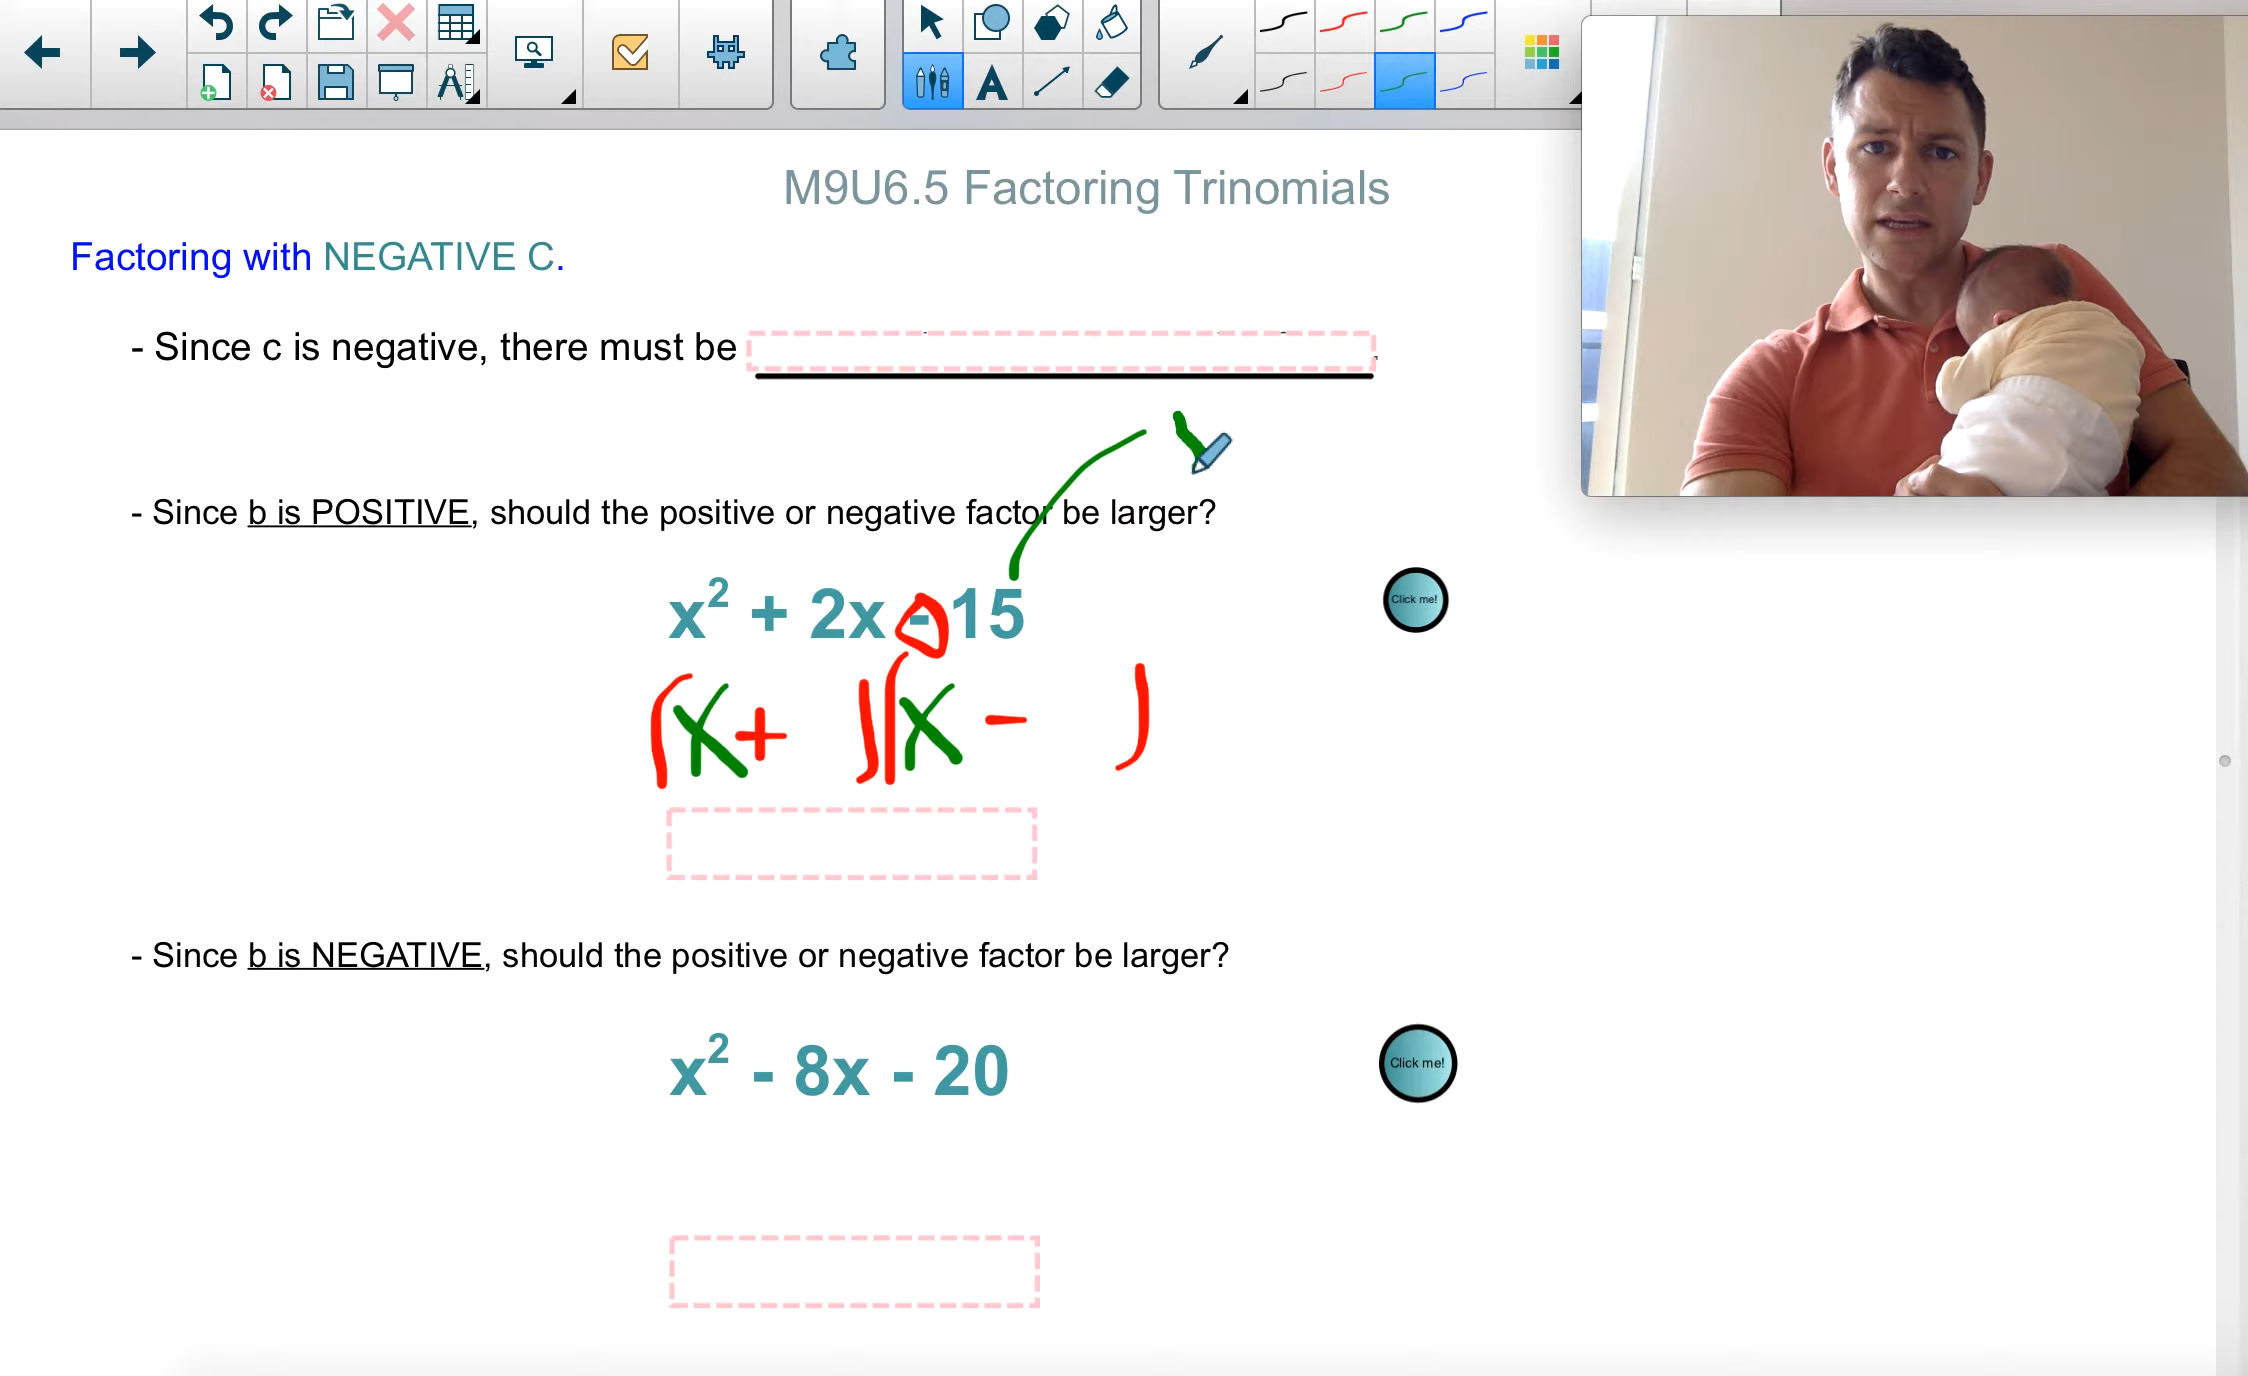 M9U6.5 Factoring Trinomials
Factoring with NEGATIVE C.
- Since c is negative, there must be
- Since b is POSITIVE, should the positive or negative factor be larger?
x² + 2x - 15
Click me!
(x + )(x - )
- Since b is NEGATIVE, should the positive or negative factor be larger?
x² - 8x - 20
Click me!